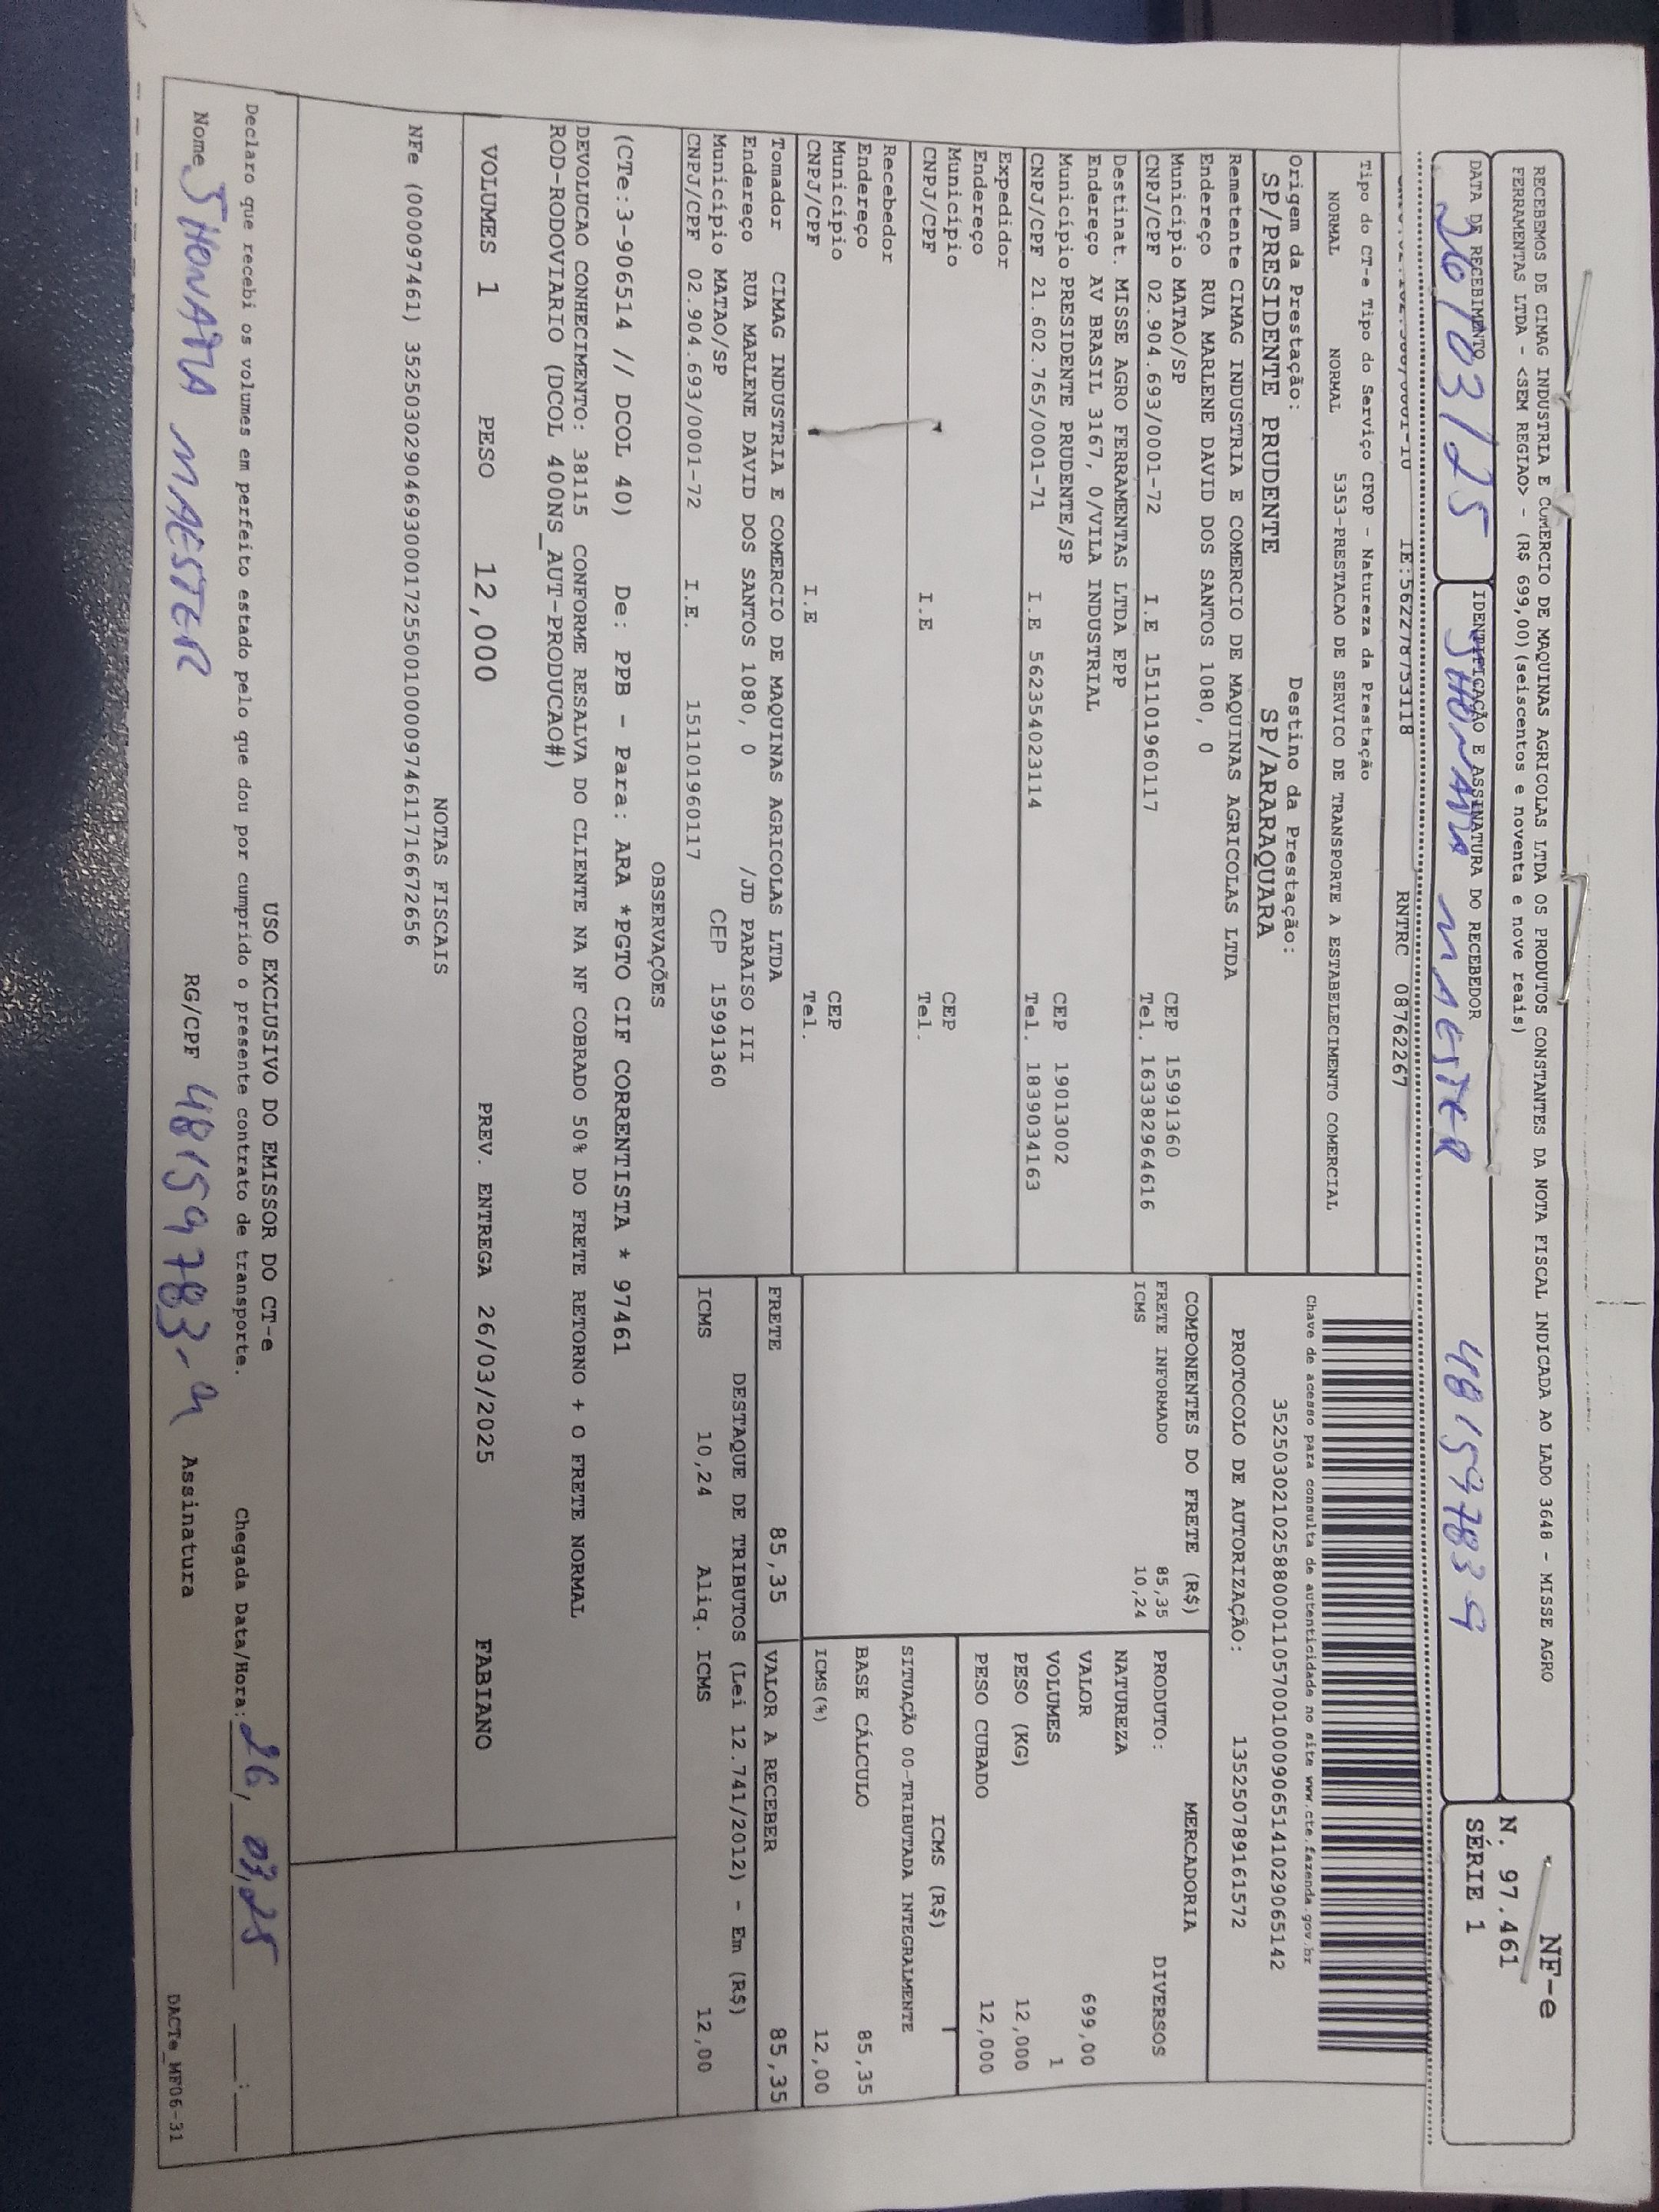 RECEBEMOS DE CIMAG INDUSTRIA E COMERCIO DE MAQUINAS AGRICOLAS LTDA OS PRODUTOS CONSTANTES DA NOTA FISCAL INDICADA AO LADO 3648 - MISSE AGRO
FERRAMENTAS LTDA - <SEM REGIAO> - (R$ 699,00)(seiscentos e noventa e nove reais)
NF-e
N. 97.461
SÉRIE 1
DATA DE RECEBIMENTO
26/03/25
IDENTIFICAÇÃO E ASSINATURA DO RECEBEDOR
JHONATA MAESTER 48159783-9
IE:562278753118 RNTRC 08762267
Tipo do CT-e Tipo do Serviço CFOP - Natureza da Prestação
NORMAL NORMAL 5353-PRESTACAO DE SERVICO DE TRANSPORTE A ESTABELECIMENTO COMERCIAL
Chave de acesso para consulta de autenticidade no site www.cte.fazenda.gov.br
35250302102588000110570010009065141029065142
Origem da Prestação: Destino da Prestação:
SP/PRESIDENTE PRUDENTE SP/ARARAQUARA
PROTOCOLO DE AUTORIZAÇÃO: 135250789161572
Remetente CIMAG INDUSTRIA E COMERCIO DE MAQUINAS AGRICOLAS LTDA
Endereço RUA MARLENE DAVID DOS SANTOS 1080, 0
Município MATAO/SP CEP 15991360
CNPJ/CPF 02.904.693/0001-72 I.E 151101960117 Tel. 1633829646​16
Destinat. MISSE AGRO FERRAMENTAS LTDA EPP
Endereço AV BRASIL 3167, 0/VILA INDUSTRIAL
Município PRESIDENTE PRUDENTE/SP CEP 19013002
CNPJ/CPF 21.602.765/0001-71 I.E 562354023114 Tel. 1839034163
Expedidor
Endereço
Município CEP
CNPJ/CPF I.E Tel.
Recebedor
Endereço
Município CEP
CNPJ/CPF I.E Tel.
COMPONENTES DO FRETE (R$)
FRETE INFORMADO 85,35
ICMS 10,24
MERCADORIA
PRODUTO: DIVERSOS
NATUREZA
VALOR 699,00
VOLUMES 1
PESO (KG) 12,000
PESO CUBADO 12,000
ICMS (R$)
SITUAÇÃO 00-TRIBUTADA INTEGRALMENTE
BASE CÁLCULO 85,35
ICMS(%) 12,00
Tomador CIMAG INDUSTRIA E COMERCIO DE MAQUINAS AGRICOLAS LTDA
Endereço RUA MARLENE DAVID DOS SANTOS 1080, 0 /JD PARAISO III
Município MATAO/SP CEP 15991360
CNPJ/CPF 02.904.693/0001-72 I.E. 151101960117
FRETE 85,35 VALOR A RECEBER 85,35
DESTAQUE DE TRIBUTOS (Lei 12.741/2012) - Em (R$)
ICMS 10,24 Aliq. ICMS 12,00
OBSERVAÇÕES
(CTe:3-906514 // DCOL 40) De: PPB - Para: ARA *PGTO CIF CORRENTISTA * 97461
DEVOLUCAO CONHECIMENTO: 38115 CONFORME RESALVA DO CLIENTE NA NF COBRADO 50% DO FRETE RETORNO + O FRETE NORMAL
ROD-RODOVIARIO (DCOL 400NS_AUT-PRODUCAO#)
VOLUMES 1 PESO 12,000 PREV. ENTREGA 26/03/2025 FABIANO
NOTAS FISCAIS
NFe (000097461) 35250302904693000172550010000974611716672656
USO EXCLUSIVO DO EMISSOR DO CT-e
Declaro que recebi os volumes em perfeito estado pelo que dou por cumprido o presente contrato de transporte. Chegada Data/Hora: 26, 03, 25 :
Nome JHONATA MAESTER RG/CPF 48159783-9 Assinatura
DACTe_MF06-31